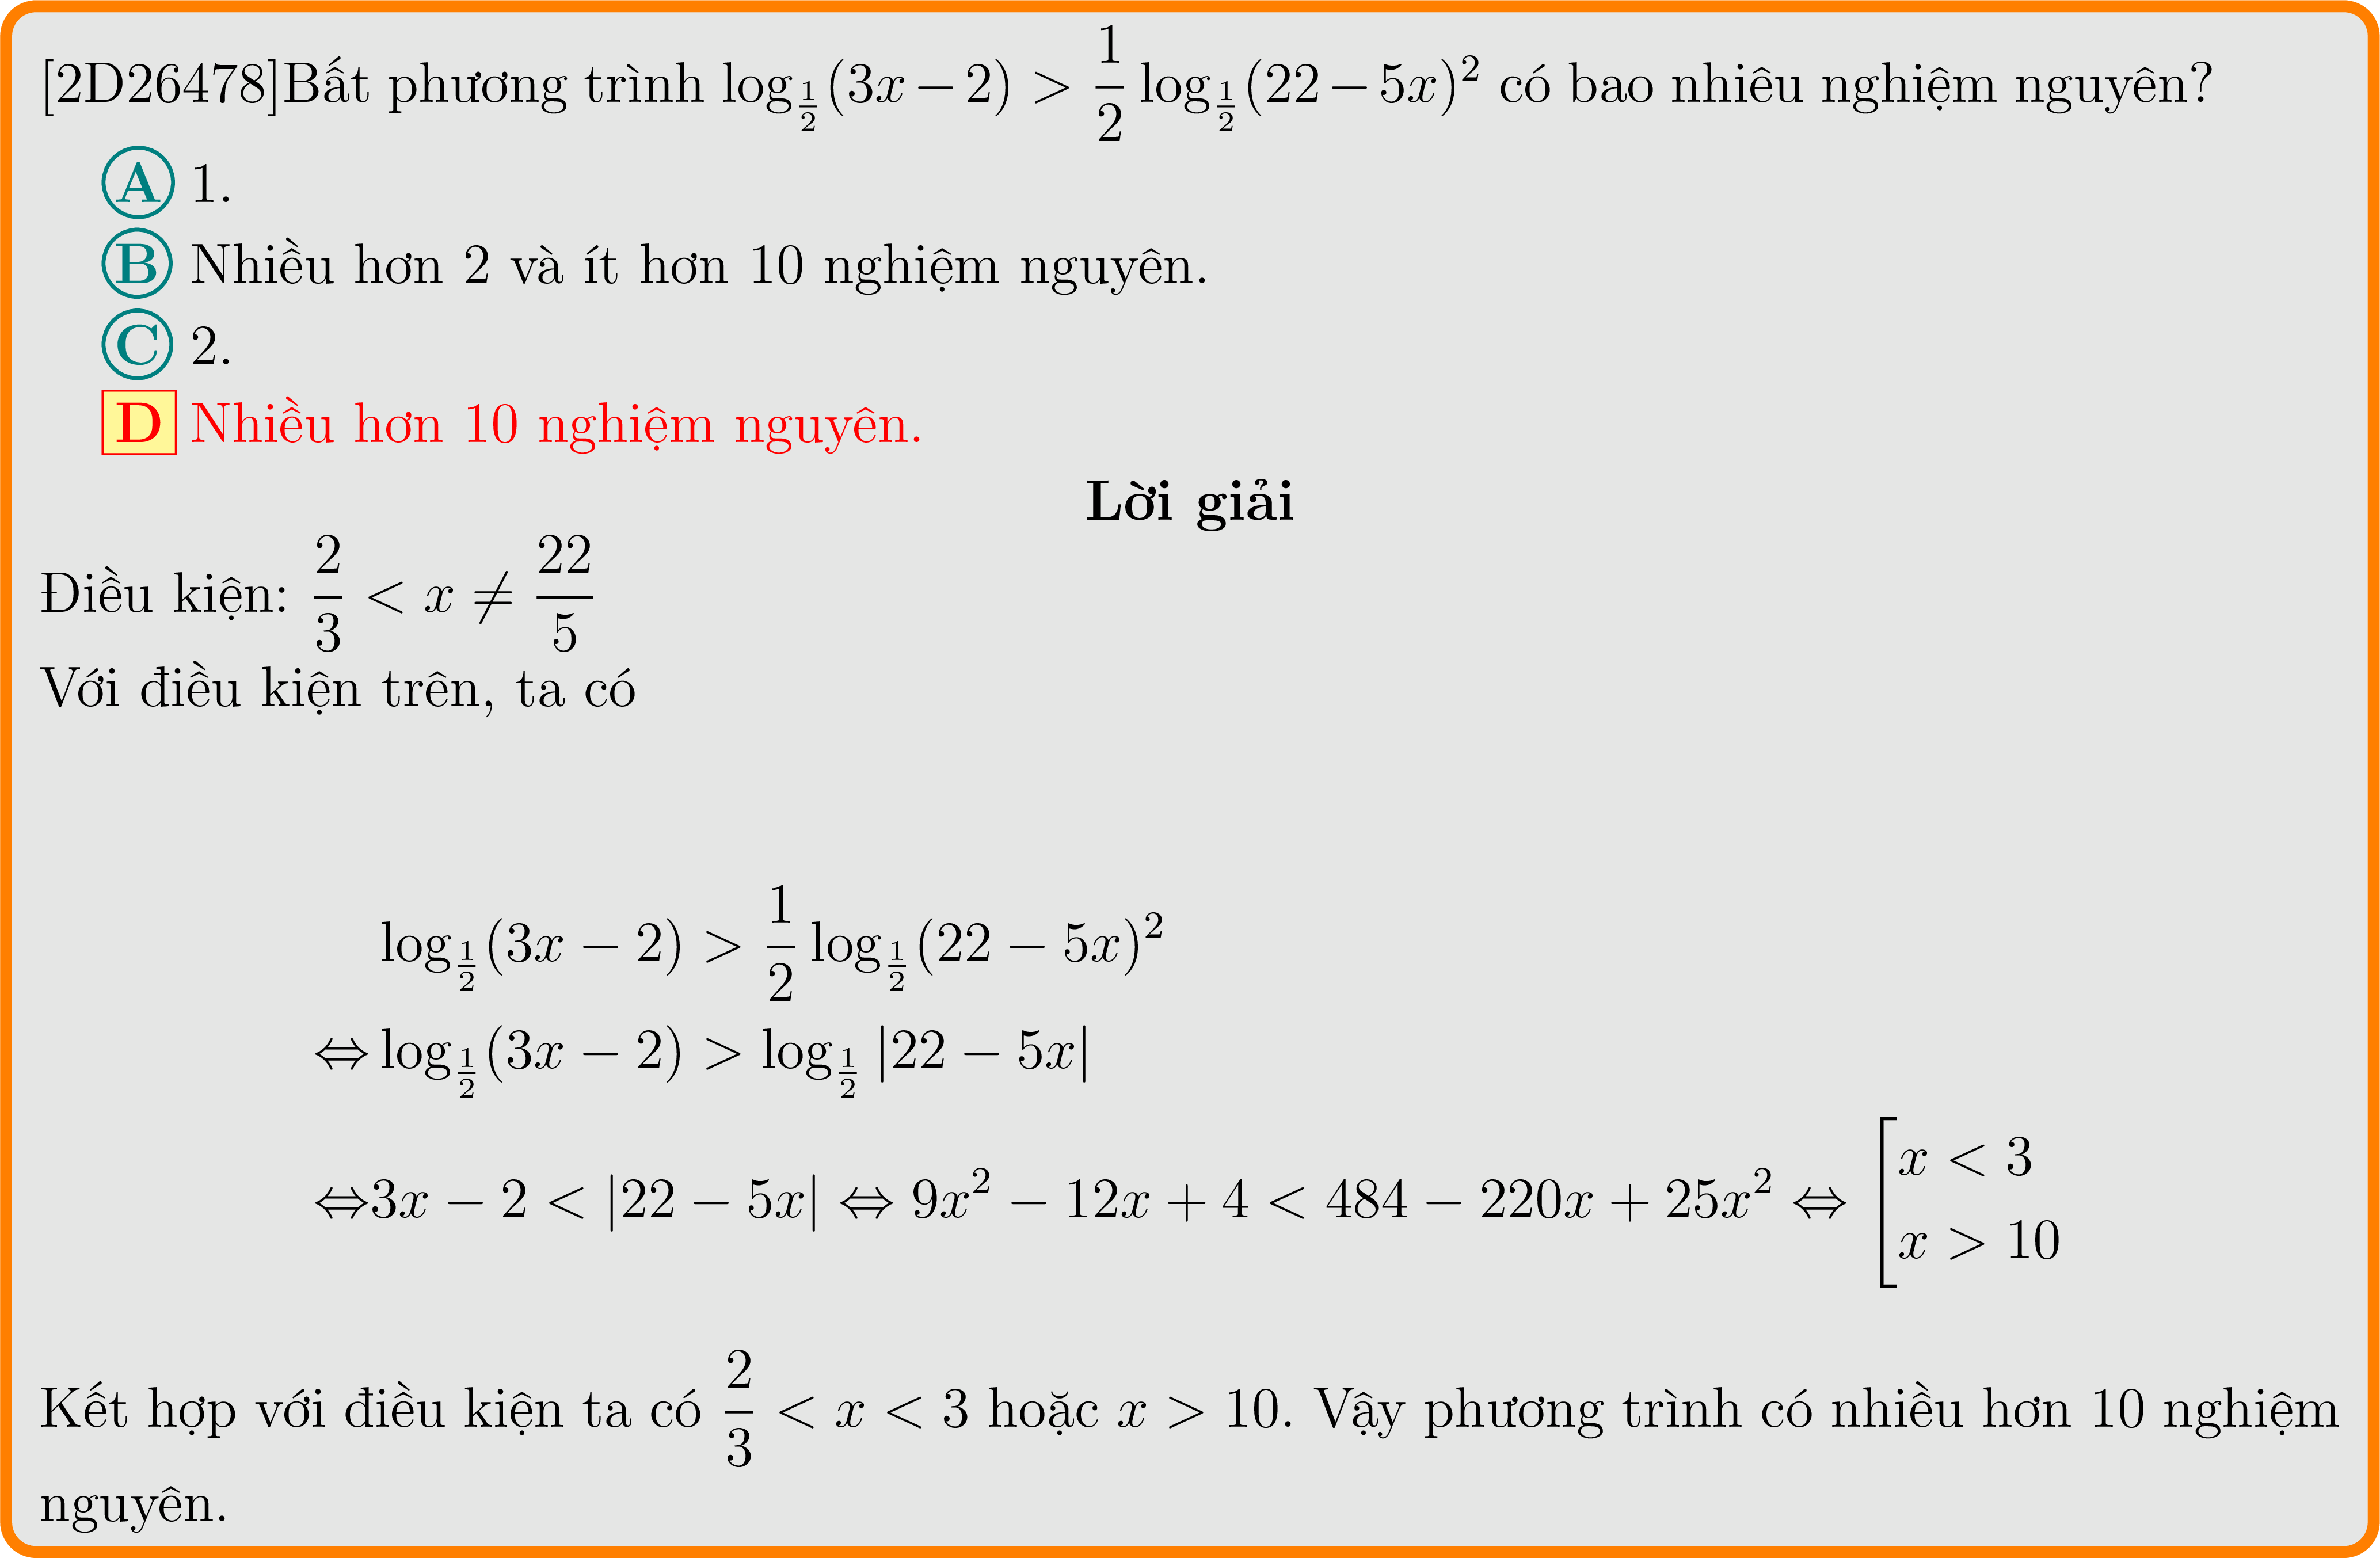 [2D26478]Bất phương trình $\log_{\frac{1}{2}}(3x-2) > \dfrac{1}{2}\log_{\frac{1}{2}}(22-5x)^2$ có bao nhiêu nghiệm nguyên?
A 1.
B Nhiều hơn 2 và ít hơn 10 nghiệm nguyên.
C 2.
D Nhiều hơn 10 nghiệm nguyên.
Lời giải
Điều kiện: $\dfrac{2}{3} < x \neq \dfrac{22}{5}$
Với điều kiện trên, ta có
$\log_{\frac{1}{2}}(3x-2) > \dfrac{1}{2}\log_{\frac{1}{2}}(22-5x)^2$
$\Leftrightarrow \log_{\frac{1}{2}}(3x-2) > \log_{\frac{1}{2}}|22-5x|$
$\Leftrightarrow 3x-2 < |22-5x| \Leftrightarrow 9x^2-12x+4 < 484-220x+25x^2 \Leftrightarrow \left[\begin{array}{l} x<3 \\ x>10 \end{array}\right.$
Kết hợp với điều kiện ta có $\dfrac{2}{3} < x < 3$ hoặc $x > 10$. Vậy phương trình có nhiều hơn 10 nghiệm
nguyên.